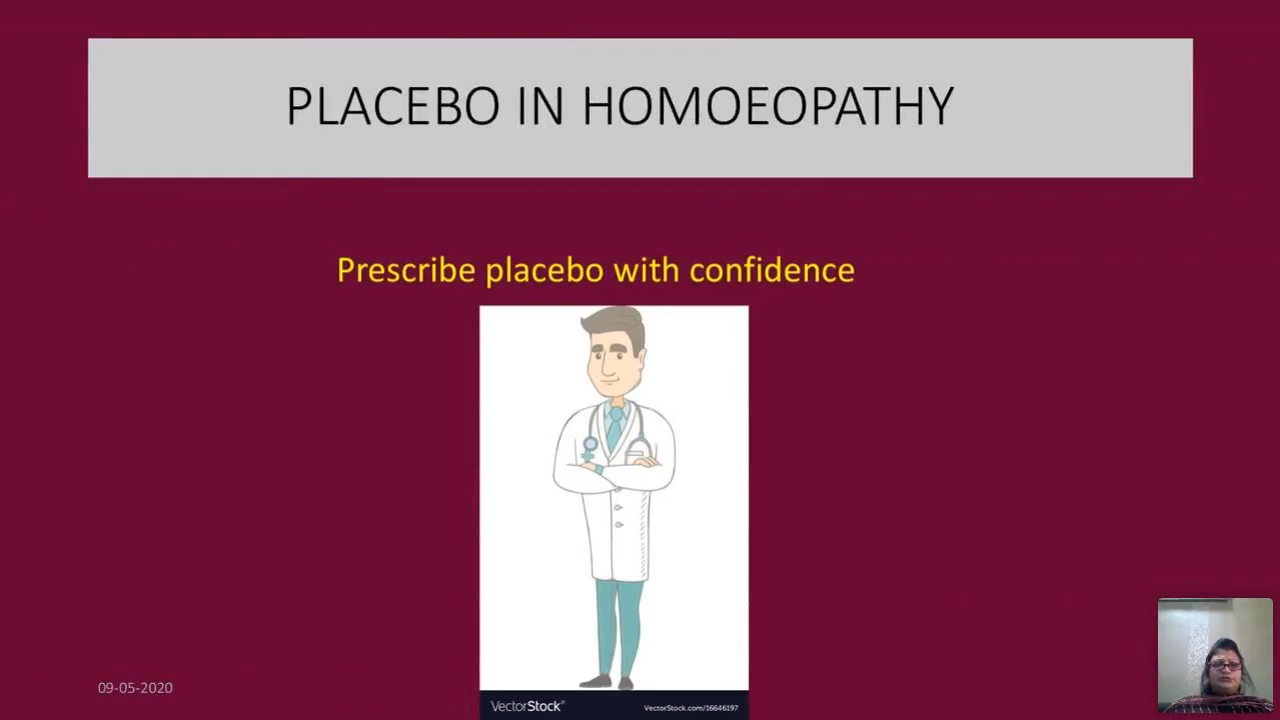 PLACEBO IN HOMOEOPATHY
Prescribe placebo with confidence
VectorStock®
VectorStock.com/16646197
09-05-2020